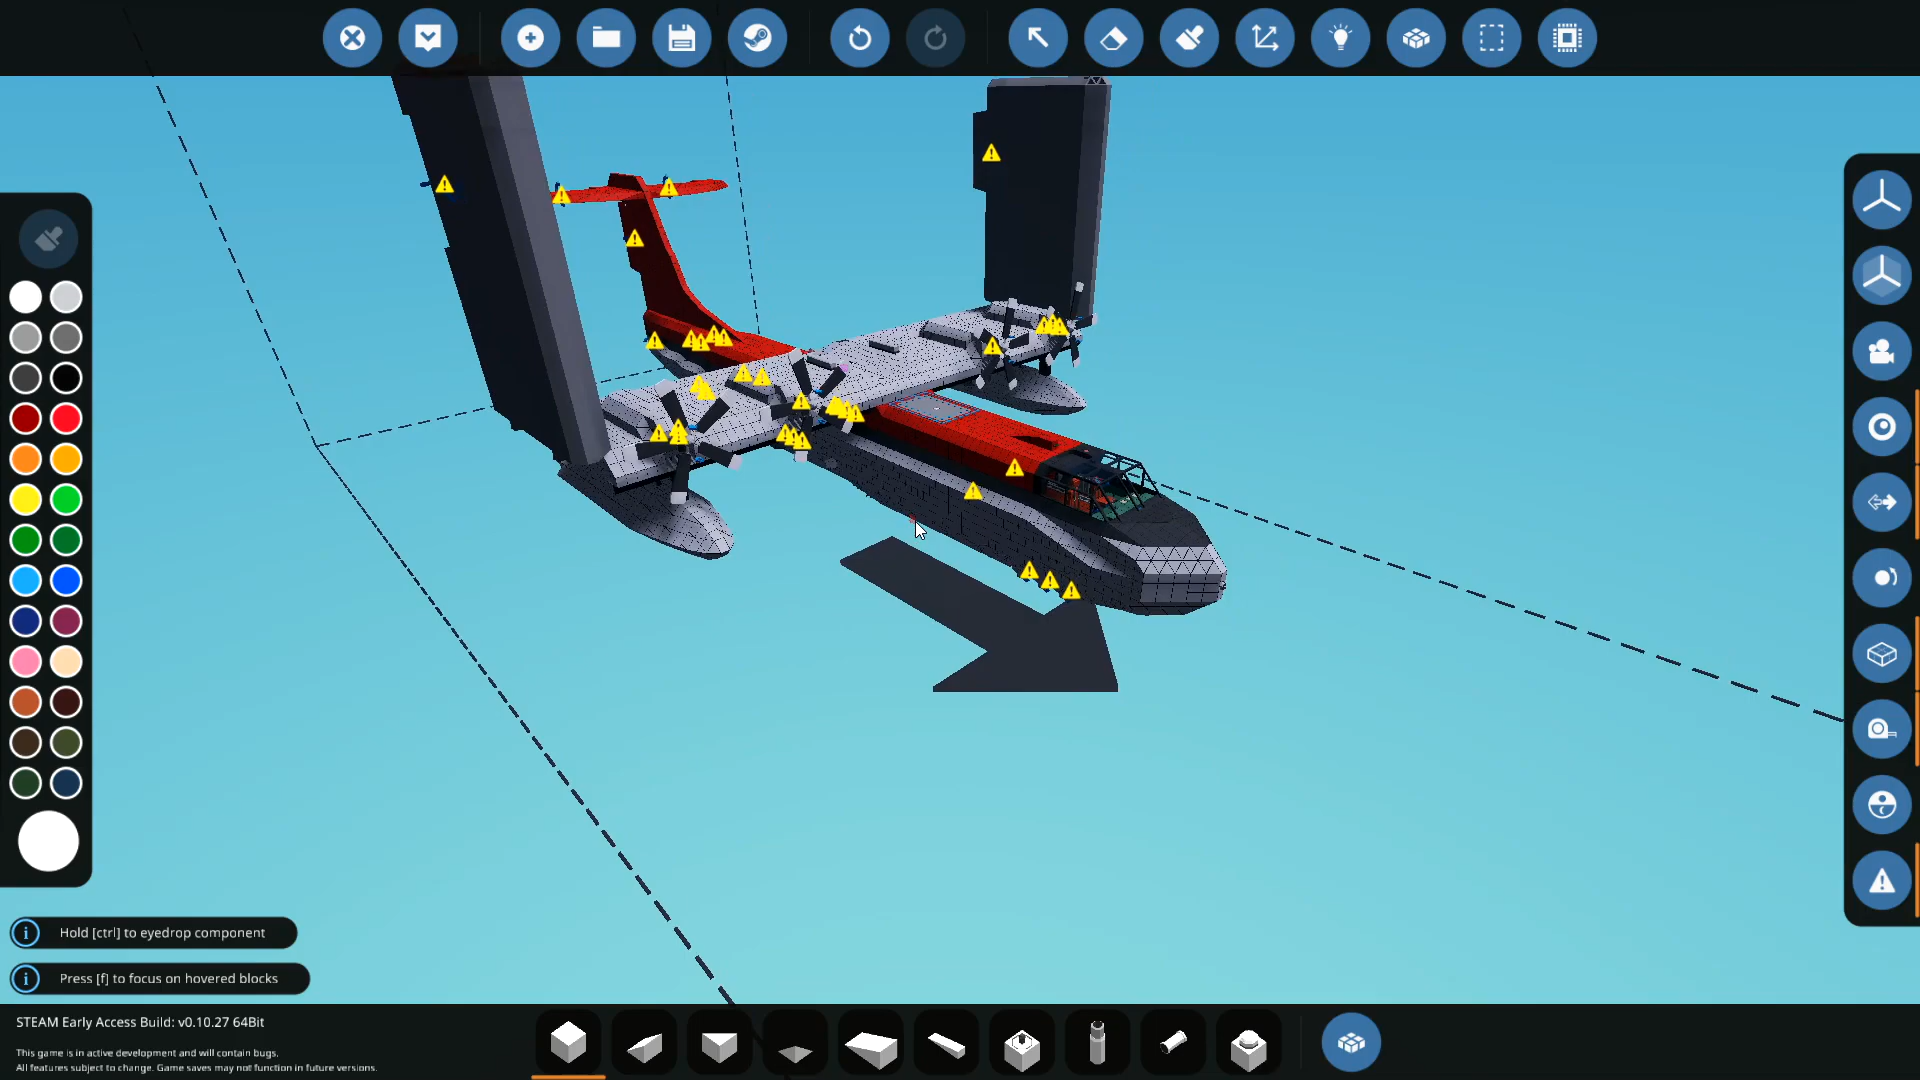 Hold [ctrl] to eyedrop component
Press [f] to focus on hovered blocks
STEAM Early Access Build: v0.10.27 64Bit
This game is in active development and will contain bugs.
All features subject to change. Game saves may not function in future versions.